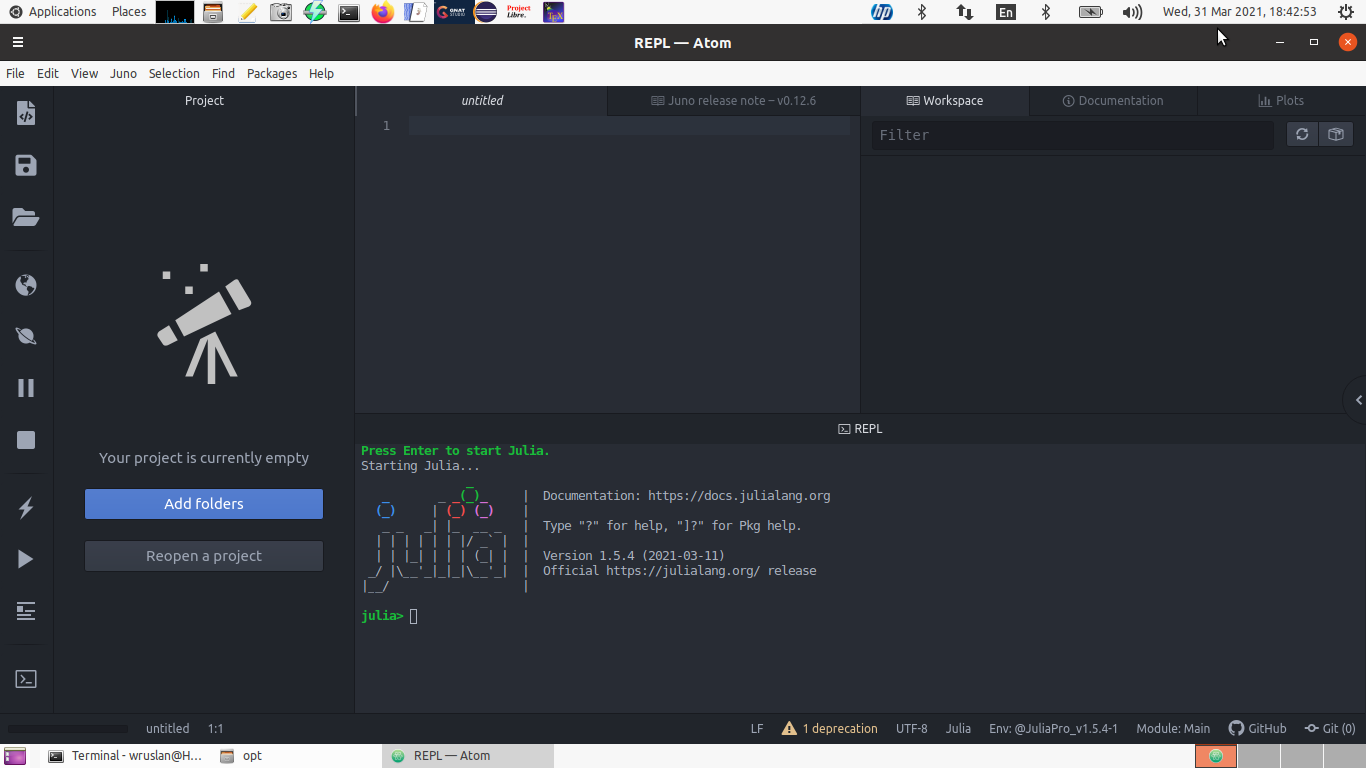 Applications Places En Wed, 31 Mar 2021, 18:42:53
REPL — Atom
File Edit View Juno Selection Find Packages Help
Project
untitled
Juno release note – v0.12.6
Workspace
Documentation
Plots
1
Filter
Your project is currently empty
Add folders
Reopen a project
REPL
Press Enter to start Julia.
Starting Julia...
Documentation: https://docs.julialang.org
Type "?" for help, "]?" for Pkg help.
Version 1.5.4 (2021-03-11)
Official https://julialang.org/ release
julia>
untitled 1:1 LF 1 deprecation UTF-8 Julia Env: @JuliaPro_v1.5.4-1 Module: Main GitHub Git (0)
Terminal - wruslan@H... opt REPL — Atom